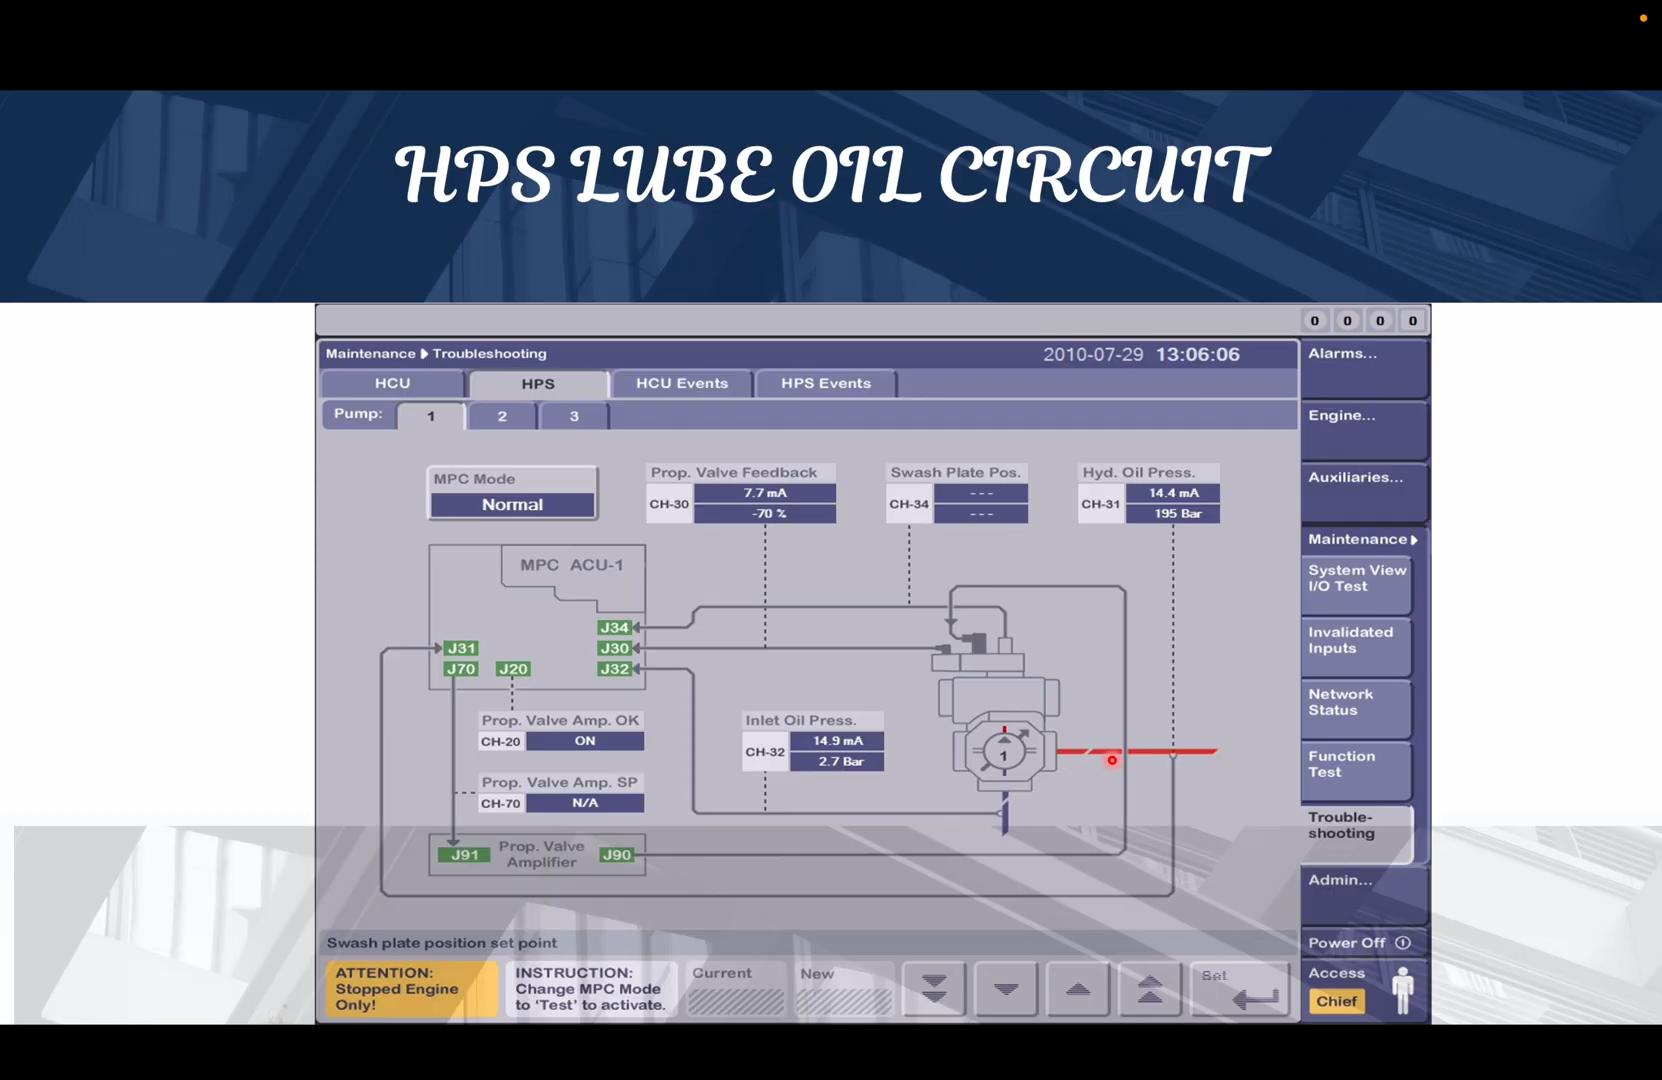 HPS LUBE OIL CIRCUIT
0 0 0 0
Maintenance Troubleshooting
2010-07-29 13:06:06
HCU HPS HCU Events HPS Events
Pump: 1 2 3
MPC Mode
Normal
Prop. Valve Feedback
CH-30
7.7 mA
-70 %
Swash Plate Pos.
CH-34
---
---
Hyd. Oil Press.
CH-31
14.4 mA
195 Bar
MPC ACU-1
J34
J31
J30
J70
J20
J32
Prop. Valve Amp. OK
CH-20
ON
Prop. Valve Amp. SP
CH-70
N/A
Inlet Oil Press.
CH-32
14.9 mA
2.7 Bar
1
J91
Prop. Valve
Amplifier
J90
Swash plate position set point
ATTENTION:
Stopped Engine
Only!
INSTRUCTION:
Change MPC Mode
to ‘Test’ to activate.
Current
New
Set
Alarms...
Engine...
Auxiliaries...
Maintenance
System View
I/O Test
Invalidated
Inputs
Network
Status
Function
Test
Trouble-
shooting
Admin...
Power Off
Access
Chief